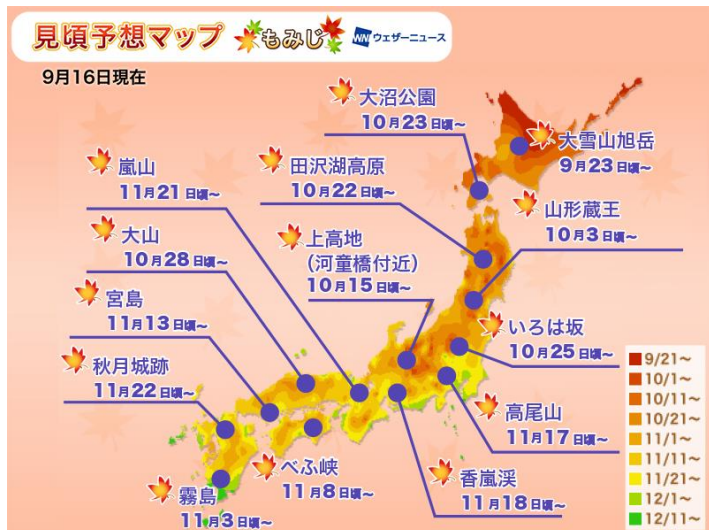 見頃予想マップ もみじ WNI ウェザーニュース
9月16日現在
大沼公園
10月23日頃〜
大雪山旭岳
9月23日頃〜
嵐山
11月21日頃〜
田沢湖高原
10月22日頃〜
山形蔵王
10月3日頃〜
大山
10月28日頃〜
上高地
(河童橋付近)
10月15日頃〜
宮島
11月13日頃〜
いろは坂
10月25日頃〜
秋月城跡
11月22日頃〜
高尾山
11月17日頃〜
べふ峡
11月8日頃〜
香嵐渓
11月18日頃〜
霧島
11月3日頃〜
9/21〜
10/1〜
10/11〜
10/21〜
11/1〜
11/11〜
11/21〜
12/1〜
12/11〜